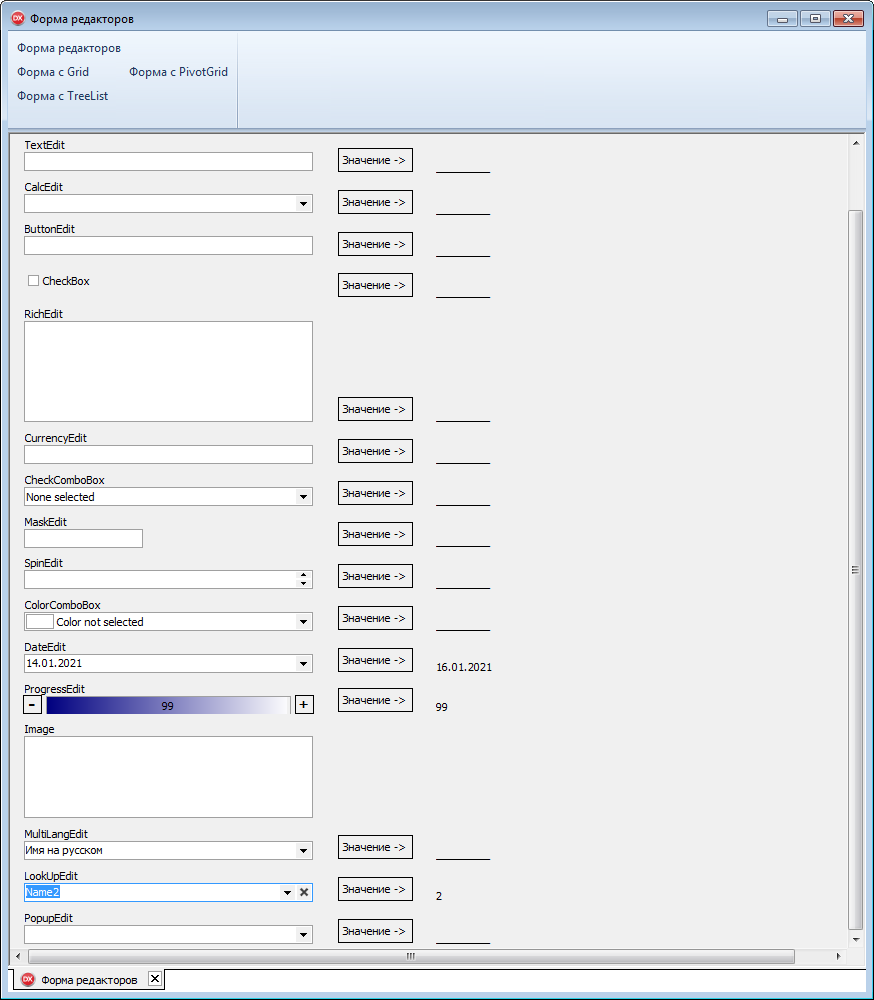 DX Форма редакторов
Форма редакторов
Форма с Grid Форма с PivotGrid
Форма с TreeList
TextEdit
Значение ->
CalcEdit
Значение ->
ButtonEdit
Значение ->
CheckBox
Значение ->
RichEdit
Значение ->
CurrencyEdit
Значение ->
CheckComboBox
None selected
Значение ->
MaskEdit
Значение ->
SpinEdit
Значение ->
ColorComboBox
Color not selected
Значение ->
DateEdit
14.01.2021
Значение ->
16.01.2021
ProgressEdit
- 99 +
Значение ->
99
Image
MultiLangEdit
Имя на русском
Значение ->
LookUpEdit
Name2
Значение ->
2
PopupEdit
Значение ->
DX Форма редакторов